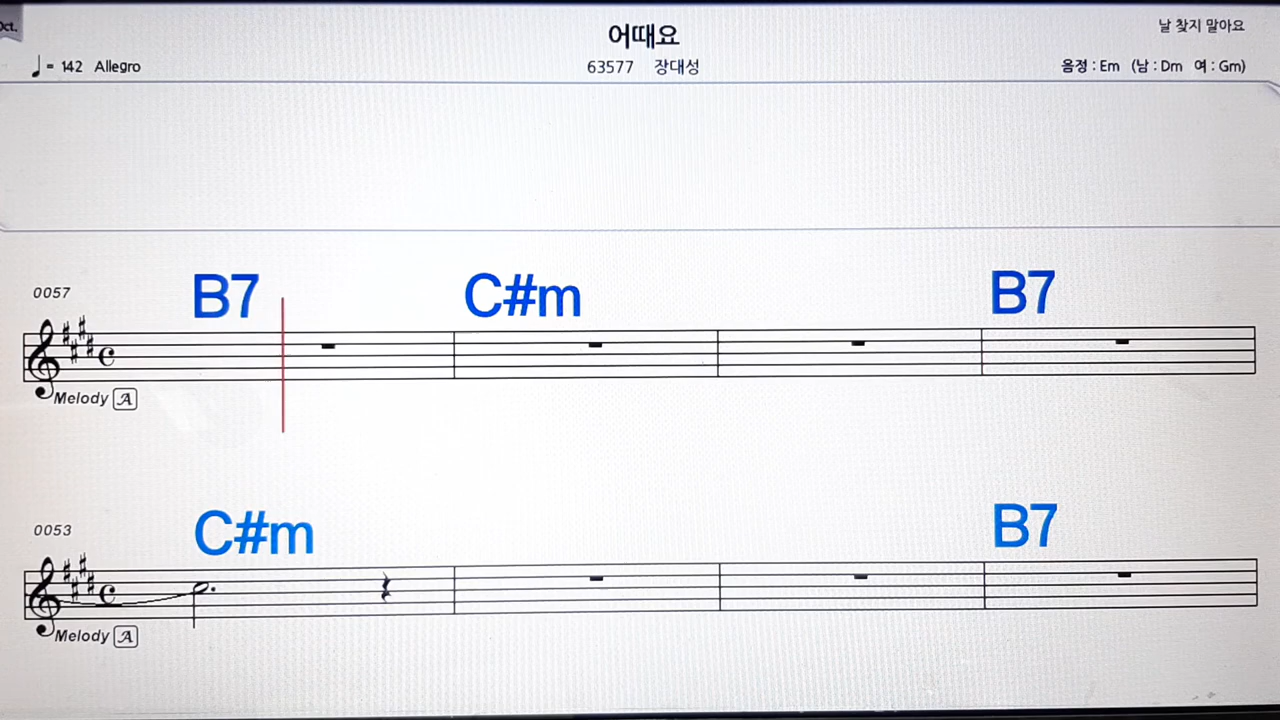 Oct.
어때요
날 찾지 말아요
♩ = 142 Allegro
63577 장대성
음정 : Em (남 : Dm 여 : Gm)
B7 C#m B7
0057
Melody A
C#m B7
0053
Melody A